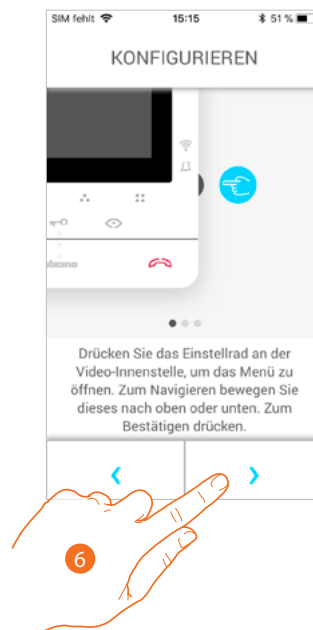 SIM fehlt 15:15 51 %
KONFIGURIEREN
Drücken Sie das Einstellrad an der
Video-Innenstelle, um das Menü zu
öffnen. Zum Navigieren bewegen Sie
dieses nach oben oder unten. Zum
Bestätigen drücken.
6